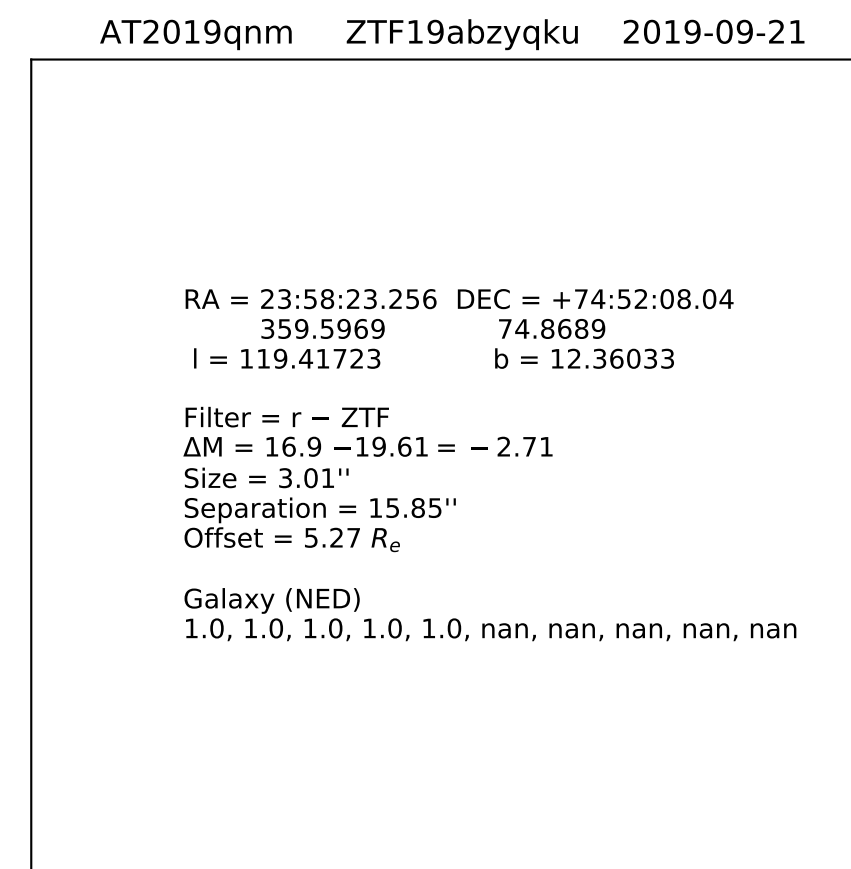 AT2019qnm ZTF19abzyqku 2019-09-21
RA = 23:58:23.256 DEC = +74:52:08.04
359.5969 74.8689
l = 119.41723 b = 12.36033
Filter = r − ZTF
ΔM = 16.9 −19.61 = − 2.71
Size = 3.01''
Separation = 15.85''
Offset = 5.27 Re
Galaxy (NED)
1.0, 1.0, 1.0, 1.0, 1.0, nan, nan, nan, nan, nan